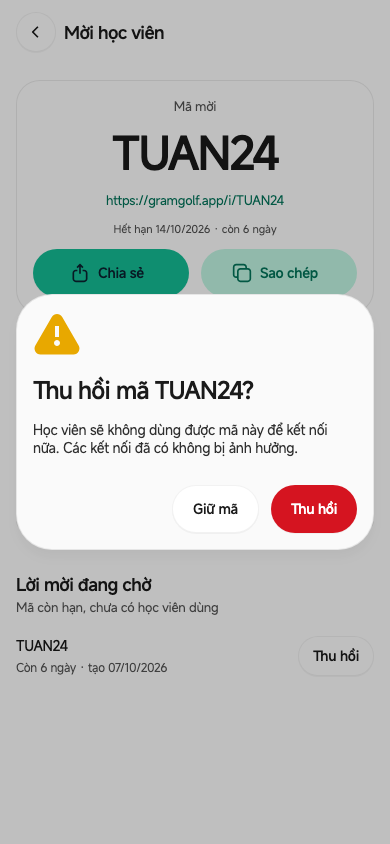 Mời học viên
Mã mời
TUAN24
https://gramgolf.app/i/TUAN24
Hết hạn 14/10/2026 · còn 6 ngày
Chia sẻ
Sao chép
Thu hồi mã TUAN24?
Học viên sẽ không dùng được mã này để kết nối
nữa. Các kết nối đã có không bị ảnh hưởng.
Giữ mã
Thu hồi
Lời mời đang chờ
Mã còn hạn, chưa có học viên dùng
TUAN24
Còn 6 ngày · tạo 07/10/2026
Thu hồi